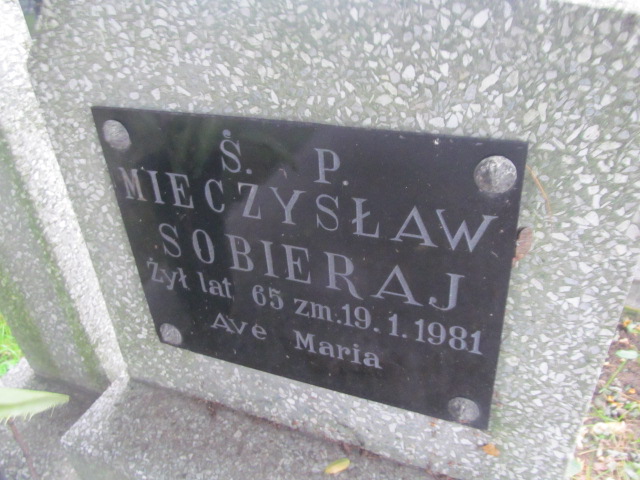 Ś. P.
MIECZYSŁAW
SOBIERAJ
żył lat 65 zm.19.1.1981
Ave Maria